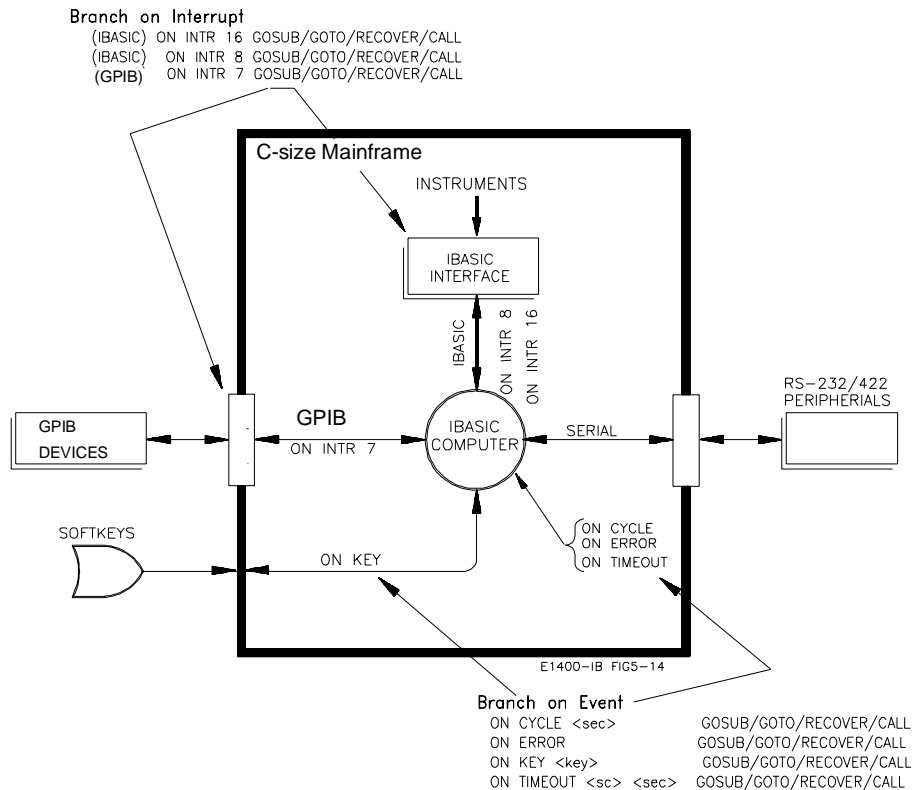 Branch on Interrupt
(IBASIC) ON INTR 16 GOSUB/GOTO/RECOVER/CALL
(IBASIC) ON INTR 8 GOSUB/GOTO/RECOVER/CALL
(GPIB) ON INTR 7 GOSUB/GOTO/RECOVER/CALL
C-size Mainframe
INSTRUMENTS
IBASIC
INTERFACE
IBASIC
ON INTR 8
ON INTR 16
GPIB
DEVICES
GPIB
ON INTR 7
IBASIC
COMPUTER
SERIAL
RS-232/422
PERIPHERIALS
SOFTKEYS
ON KEY
ON CYCLE
ON ERROR
ON TIMEOUT
E1400-IB FIG5-14
Branch on Event
ON CYCLE <sec> GOSUB/GOTO/RECOVER/CALL
ON ERROR GOSUB/GOTO/RECOVER/CALL
ON KEY <key> GOSUB/GOTO/RECOVER/CALL
ON TIMEOUT <sc> <sec> GOSUB/GOTO/RECOVER/CALL